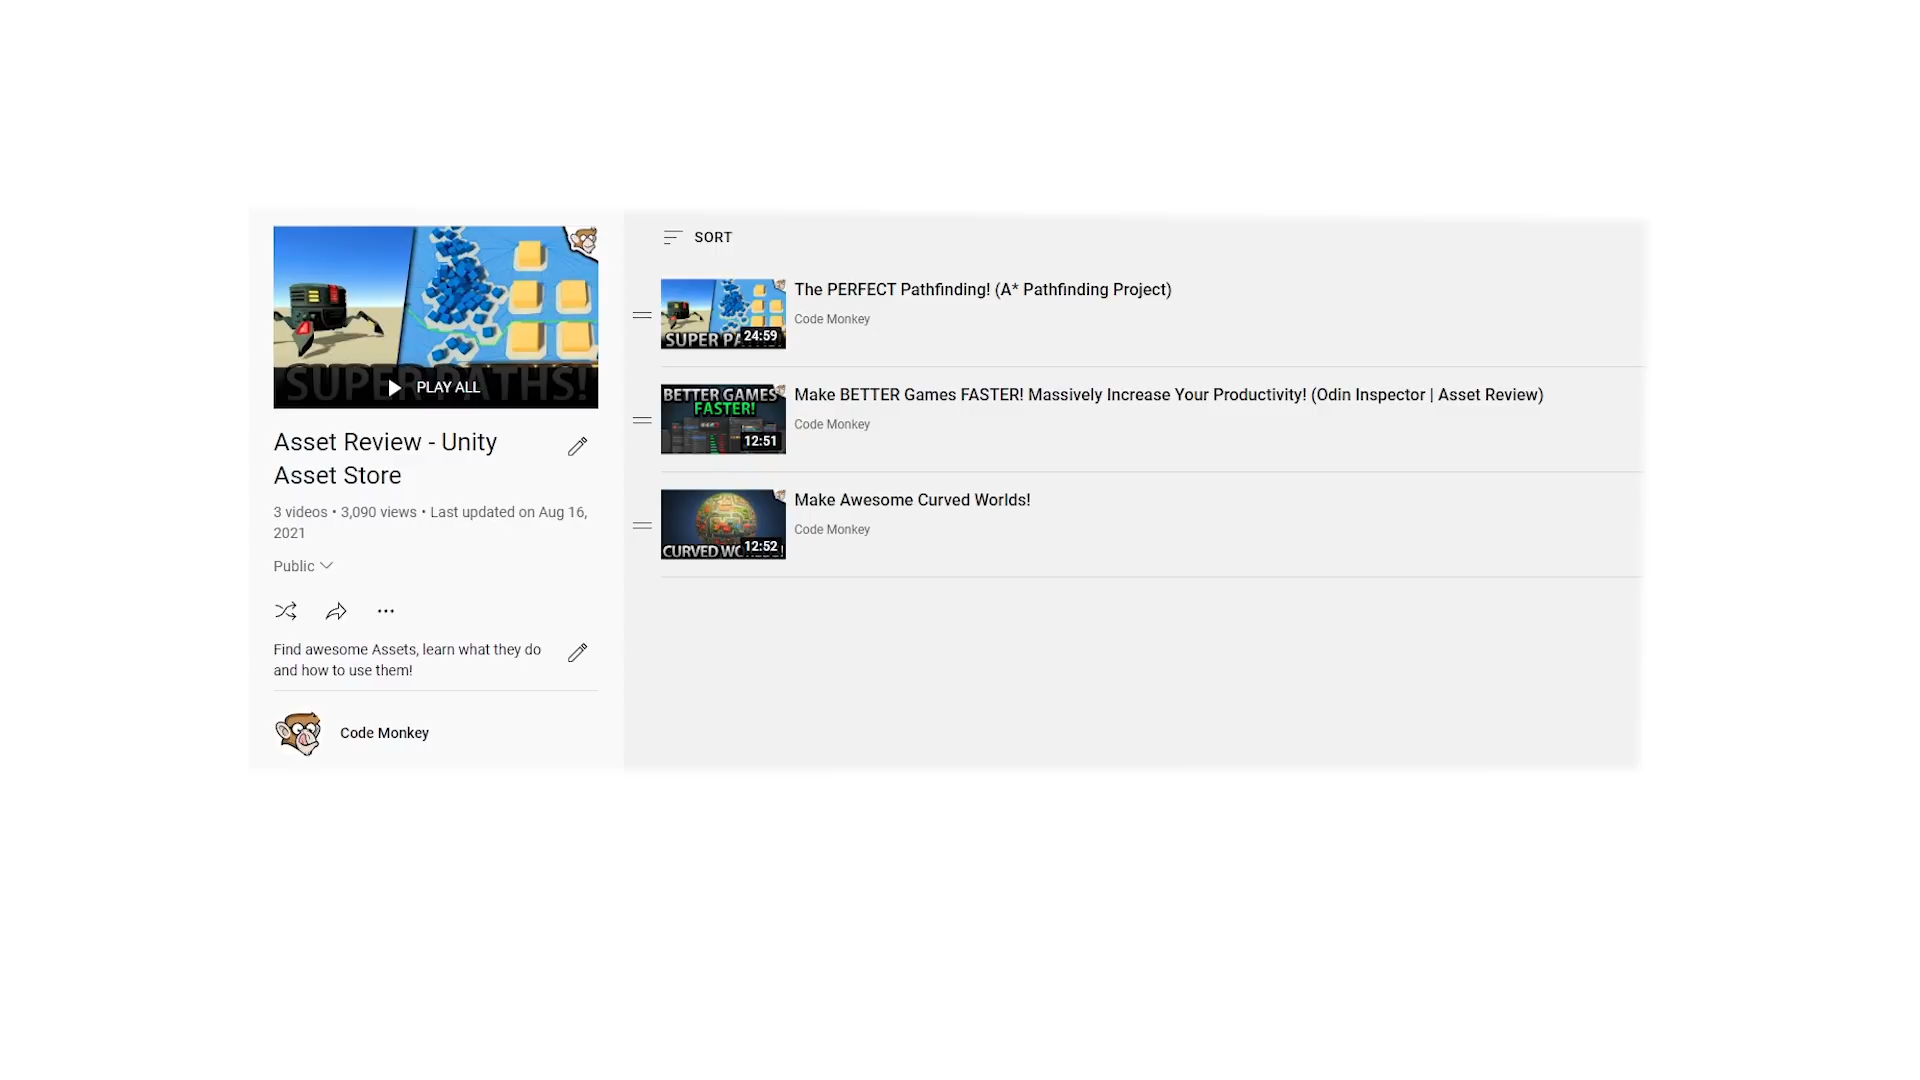 SUPER PATHS!
PLAY ALL
Asset Review - Unity
Asset Store
3 videos • 3,090 views • Last updated on Aug 16,
2021
Public
Find awesome Assets, learn what they do
and how to use them!
Code Monkey
SORT
The PERFECT Pathfinding! (A* Pathfinding Project)
Code Monkey
SUPER PA
24:59
Make BETTER Games FASTER! Massively Increase Your Productivity! (Odin Inspector | Asset Review)
Code Monkey
BETTER GAMES
FASTER!
12:51
Make Awesome Curved Worlds!
Code Monkey
CURVED WO
12:52